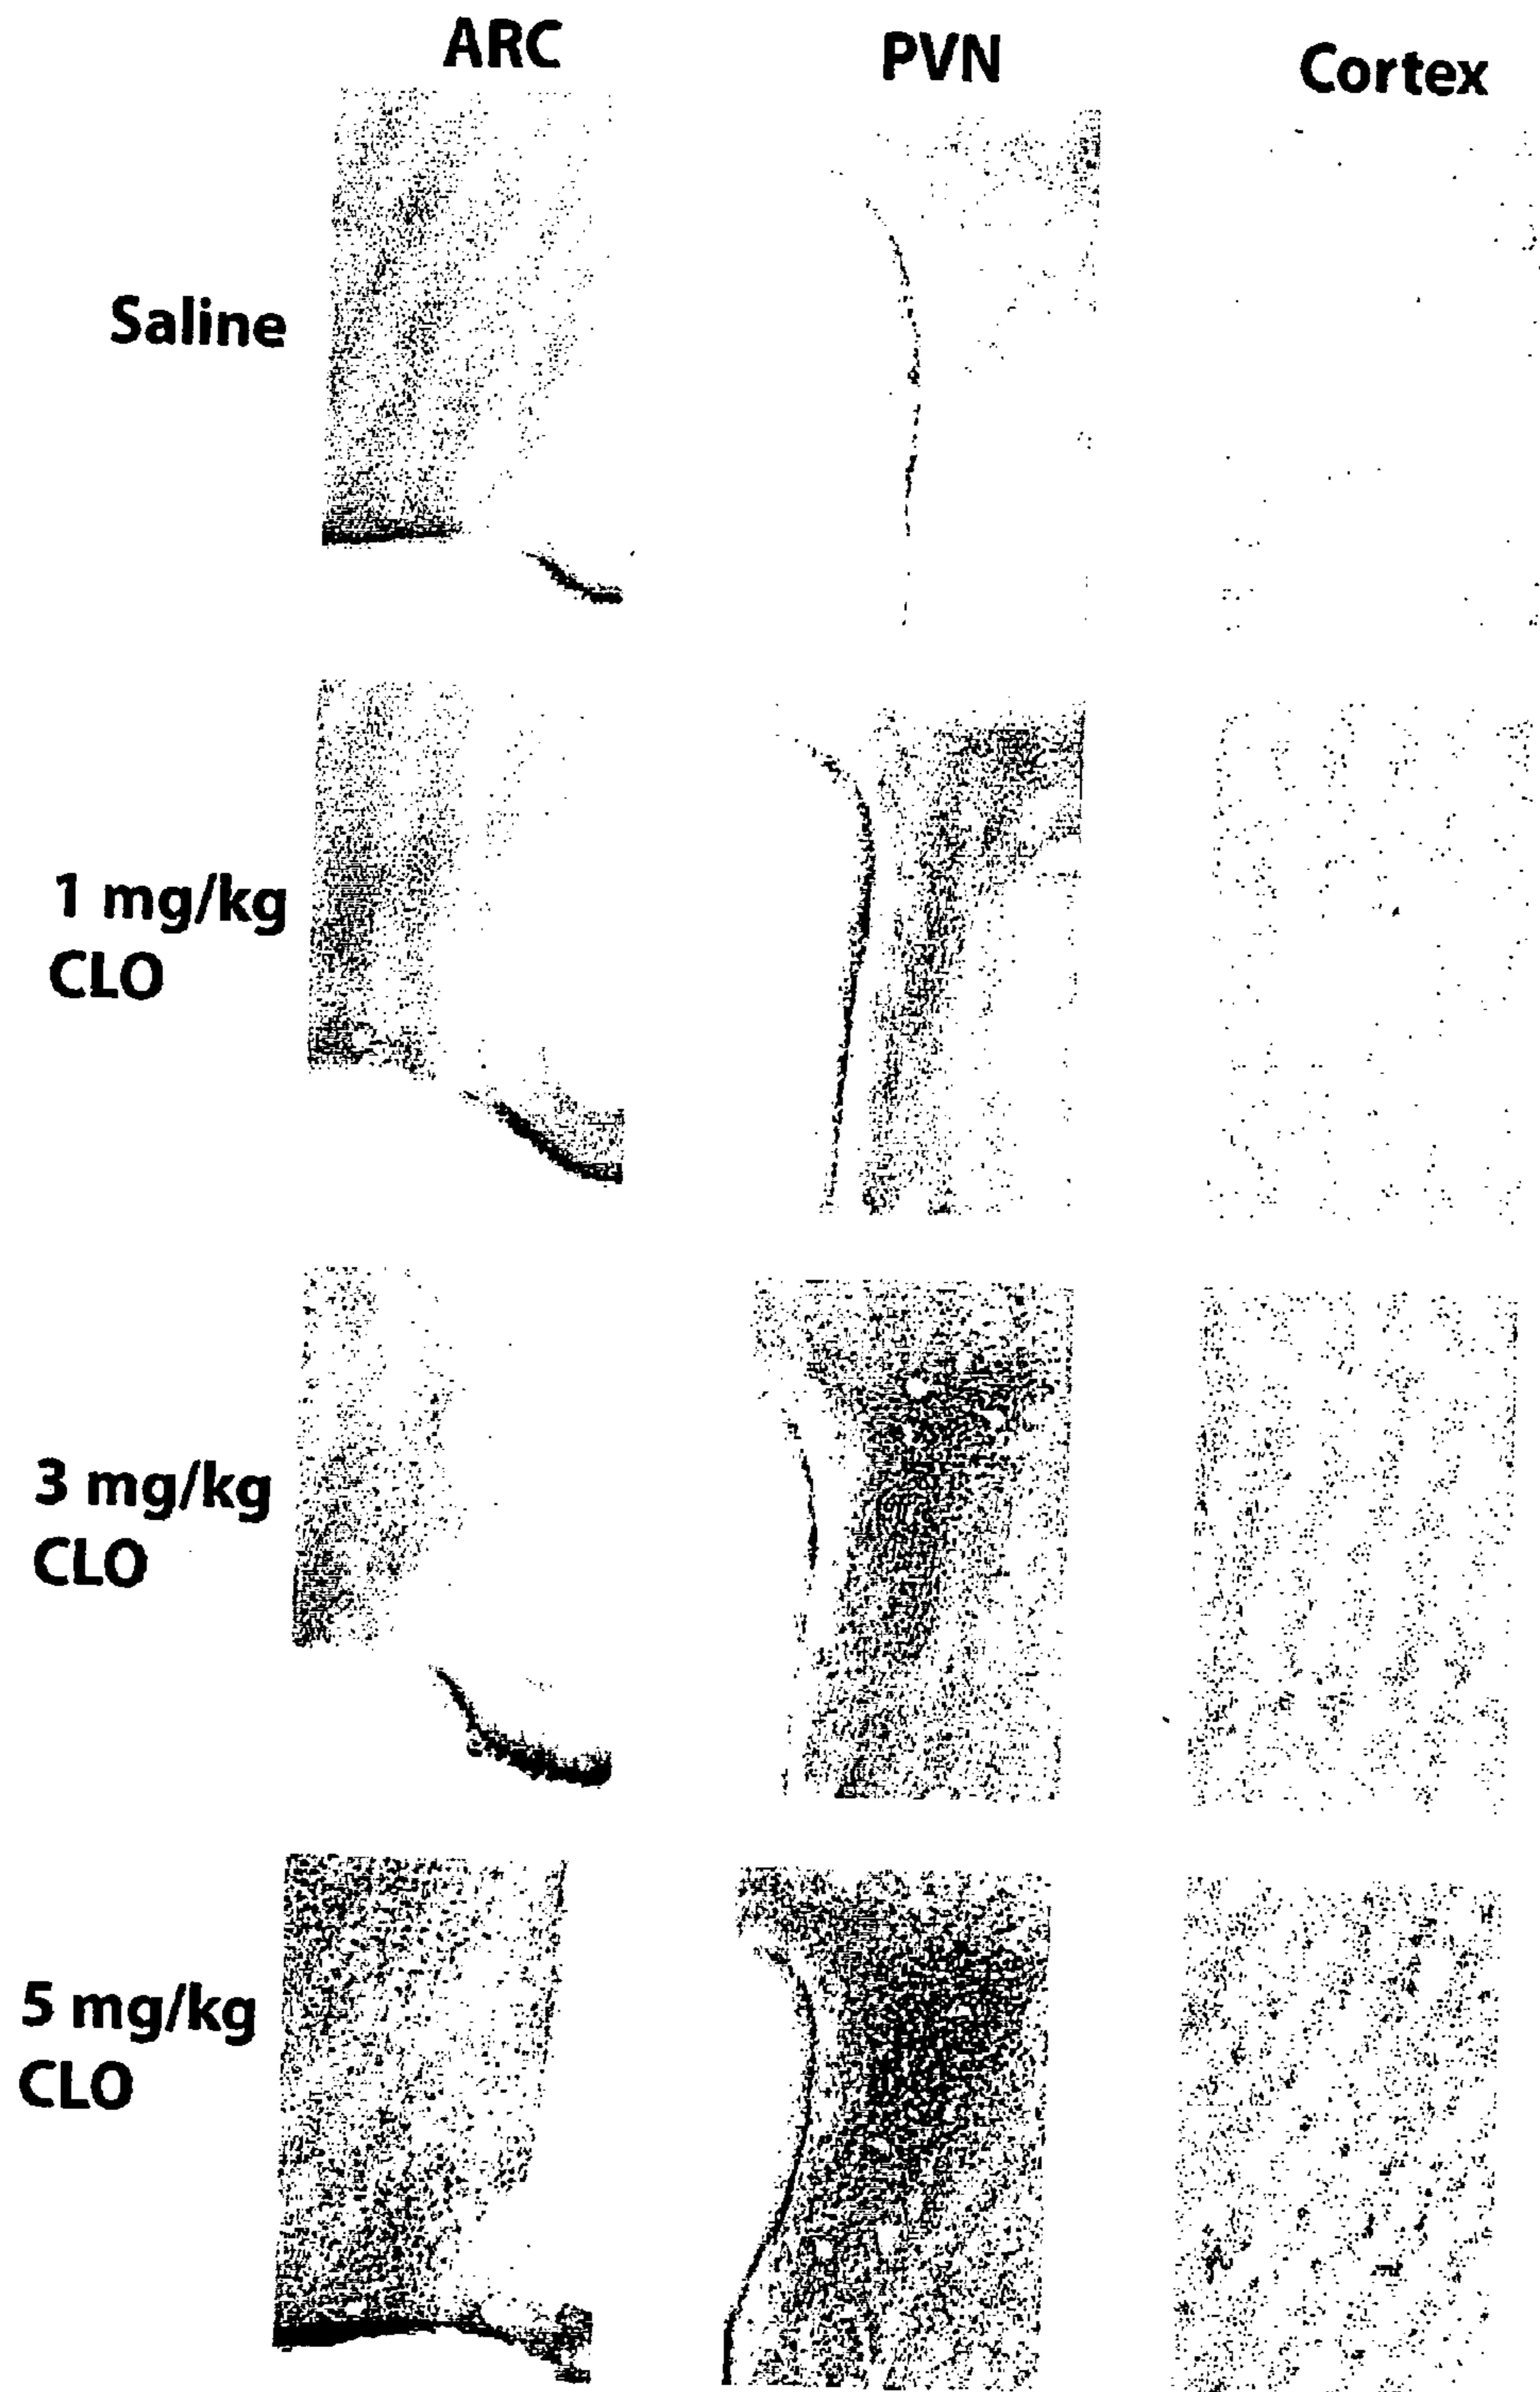 ARC PVN Cortex
Saline
1 mg/kg
CLO
3 mg/kg
CLO
5 mg/kg
CLO